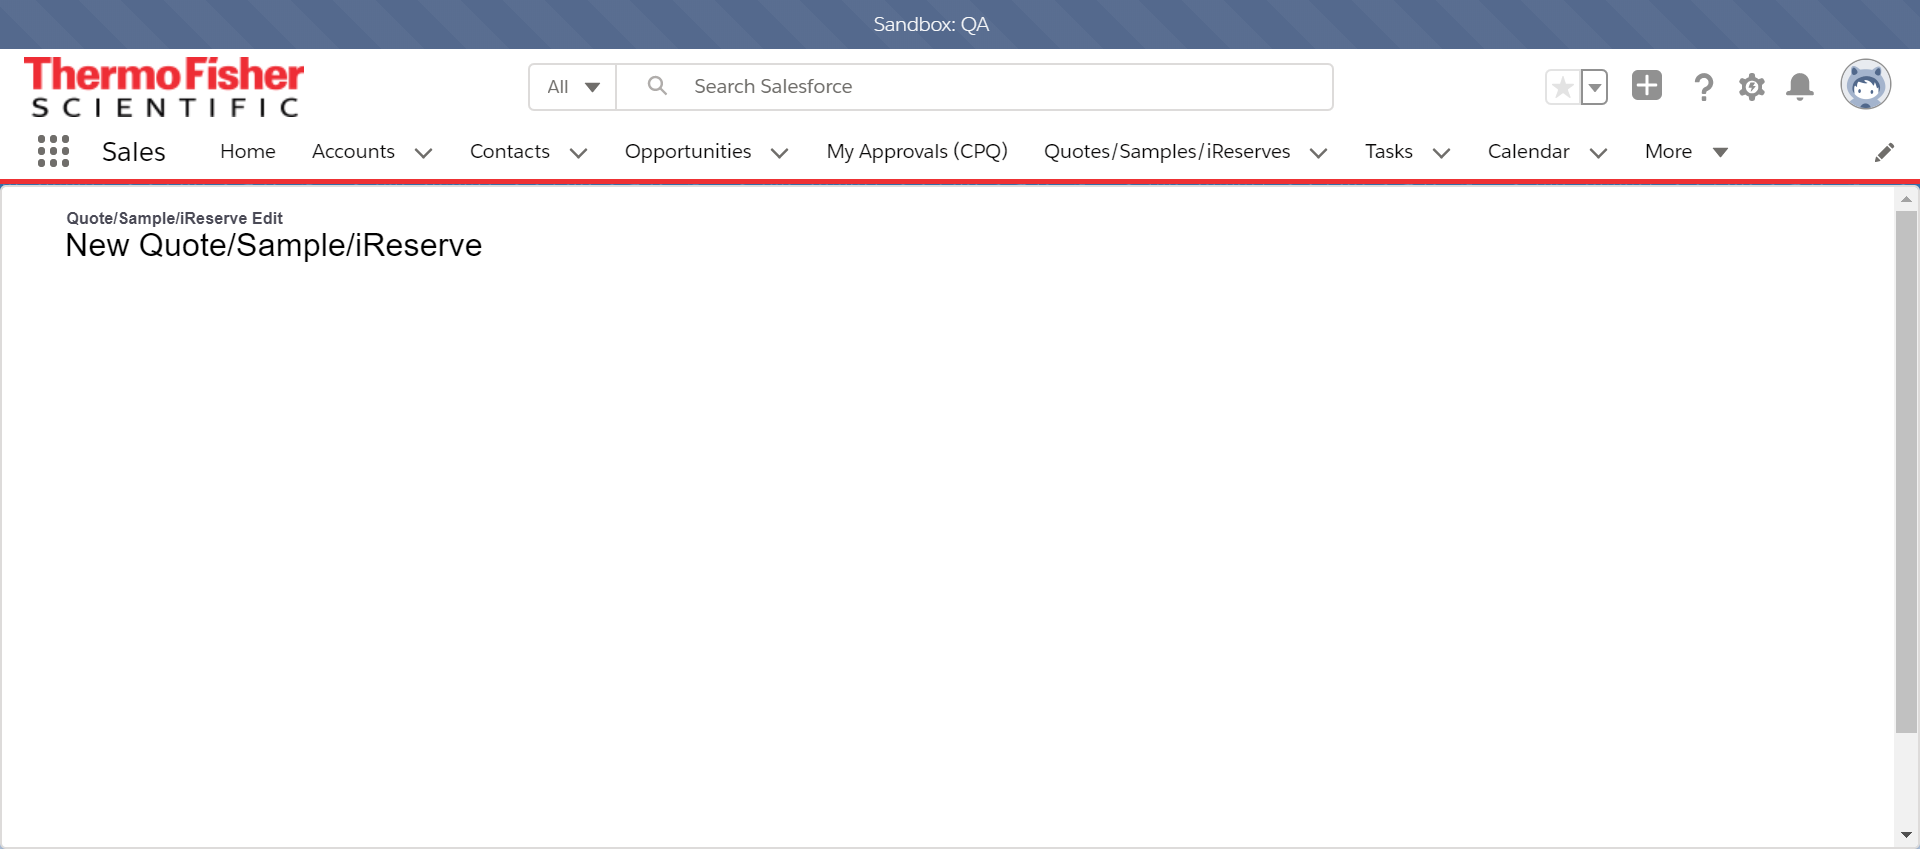 Sandbox: QA
ThermoFisher
SCIENTIFIC
All
Search Salesforce
Sales Home Accounts Contacts Opportunities My Approvals (CPQ) Quotes/Samples/iReserves Tasks Calendar More
Quote/Sample/iReserve Edit
New Quote/Sample/iReserve